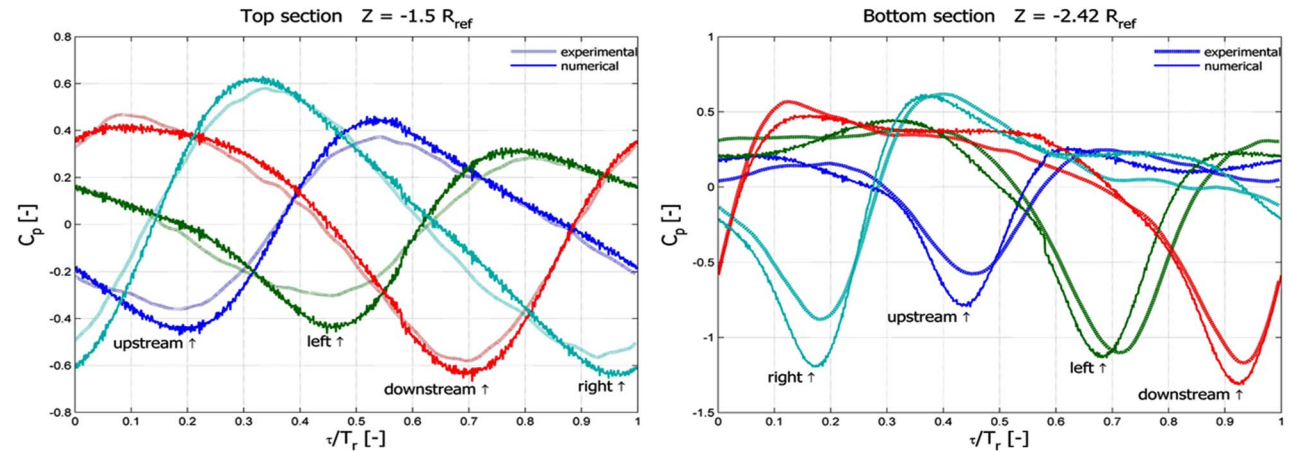 Top section Z = -1.5 R_ref
0.8
0.6
0.4
0.2
0
-0.2
-0.4
-0.6
-0.8
C_p [-]
experimental
numerical
upstream ↑
left ↑
downstream ↑
right ↑
0 0.1 0.2 0.3 0.4 0.5 0.6 0.7 0.8 0.9 1
τ/T_r [-]
Bottom section Z = -2.42 R_ref
1
0.5
0
-0.5
-1
-1.5
C_p [-]
experimental
numerical
upstream ↑
right ↑
left ↑
downstream ↑
0 0.1 0.2 0.3 0.4 0.5 0.6 0.7 0.8 0.9 1
τ/T_r [-]